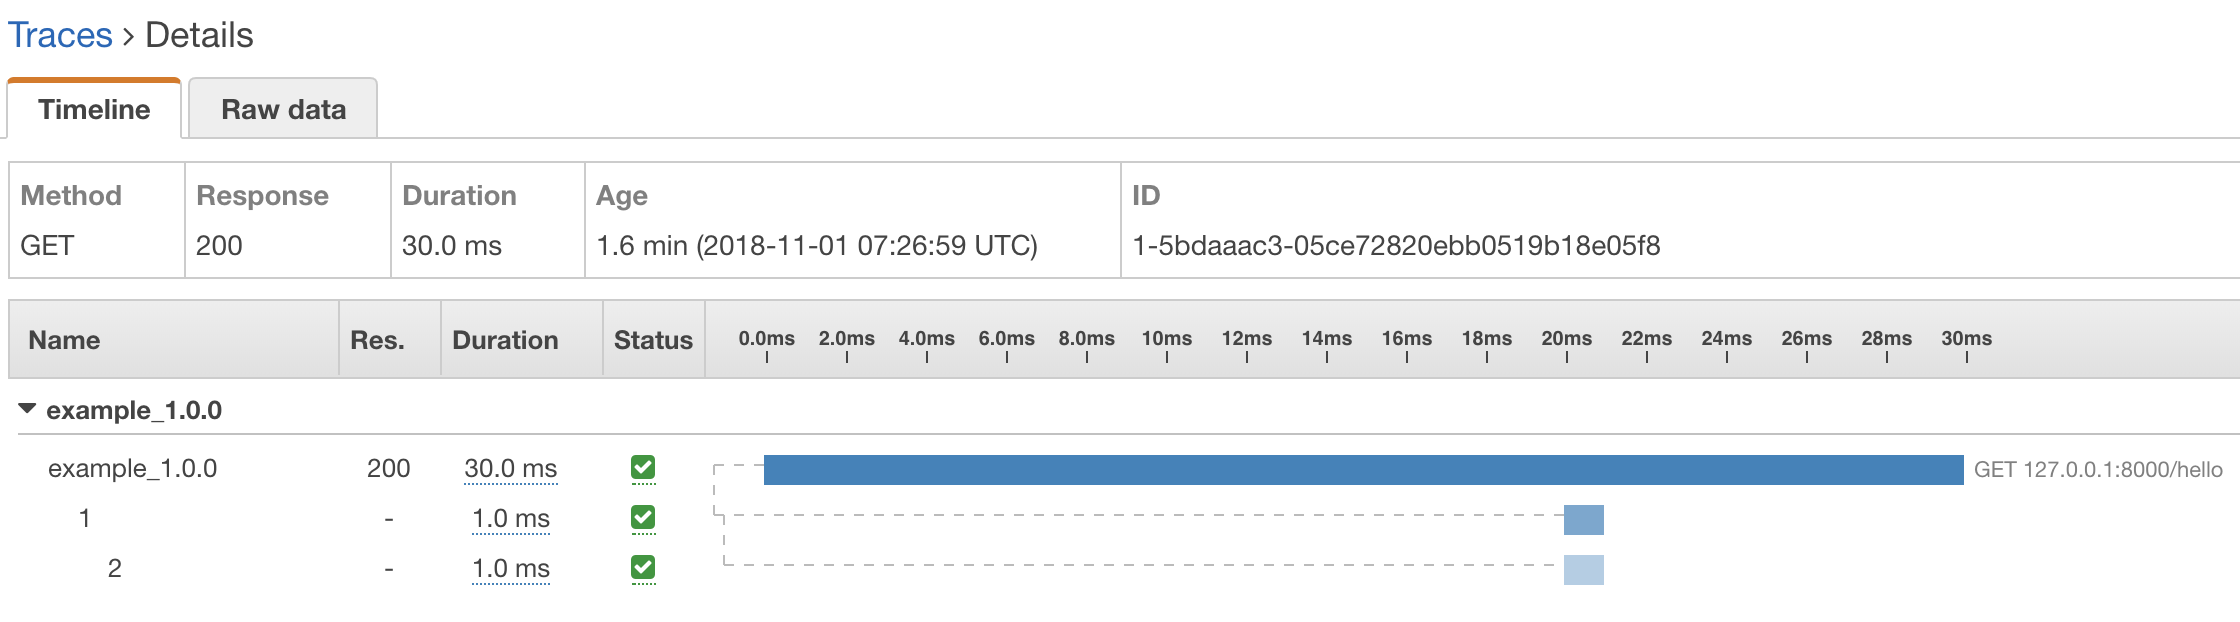 Traces › Details
Timeline Raw data
Method Response Duration Age ID
GET 200 30.0 ms 1.6 min (2018-11-01 07:26:59 UTC) 1-5bdaaac3-05ce72820ebb0519b18e05f8
Name Res. Duration Status 0.0ms 2.0ms 4.0ms 6.0ms 8.0ms 10ms 12ms 14ms 16ms 18ms 20ms 22ms 24ms 26ms 28ms 30ms
example_1.0.0
example_1.0.0 200 30.0 ms GET 127.0.0.1:8000/hello
1 - 1.0 ms
2 - 1.0 ms